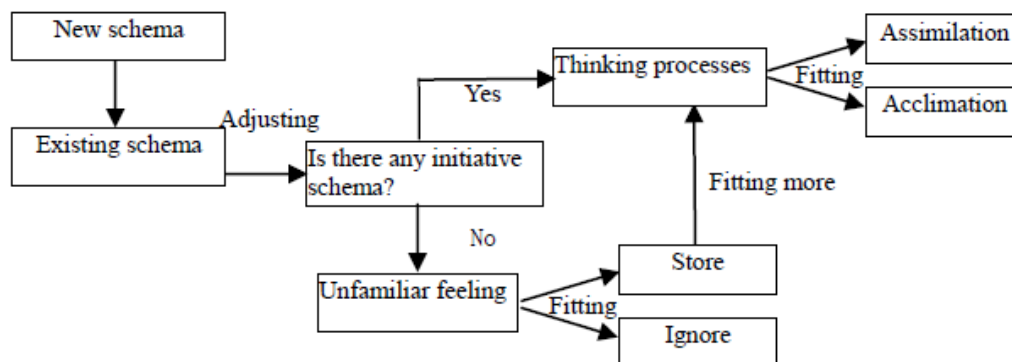 New schema
Existing schema
Adjusting
Is there any initiative
schema?
Yes
Thinking processes
Fitting
Assimilation
Acclimation
No
Unfamiliar feeling
Fitting
Store
Ignore
Fitting more